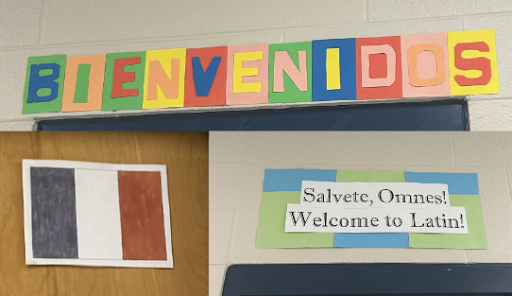 BIENVENIDOS
Salvete, Omnes!
Welcome to Latin!